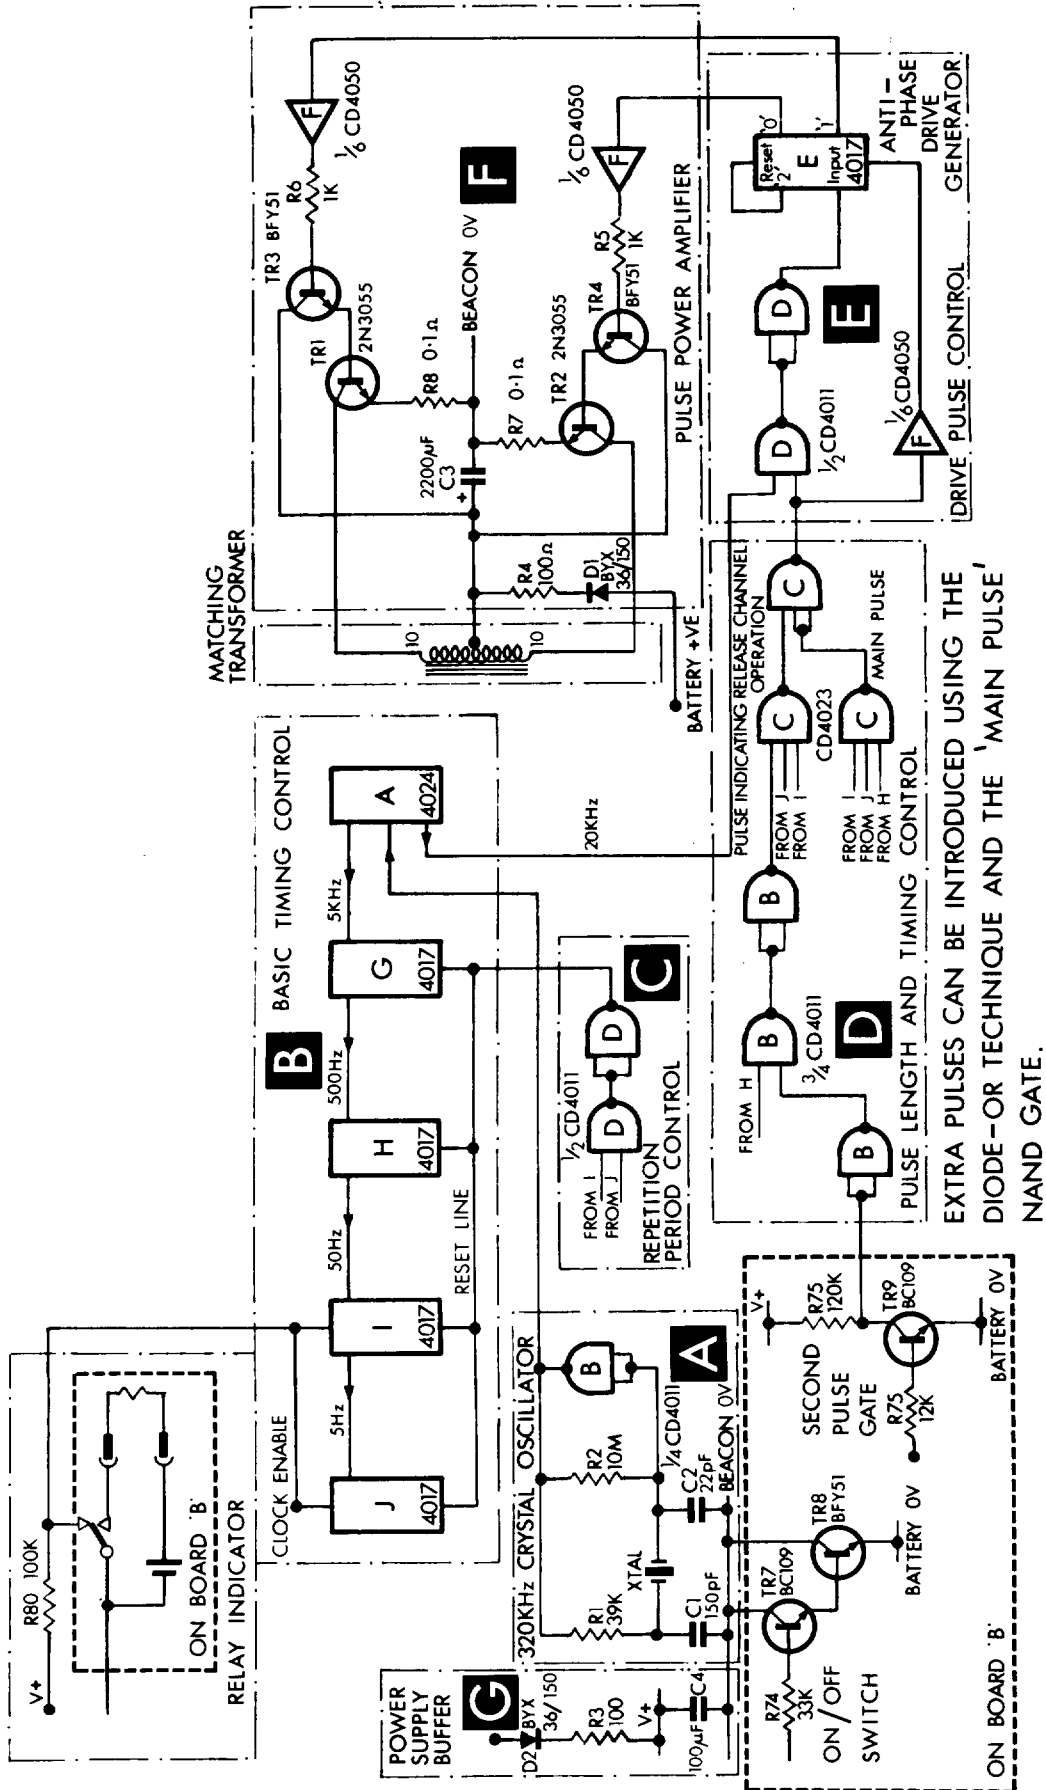 V+
R80 100K
ON BOARD 'B'
RELAY INDICATOR
CLOCK ENABLE
J
4017
5Hz
I
4017
50Hz
RESET LINE
H
4017
500Hz
B
G
4017
5KHz
A
4024
BASIC TIMING CONTROL
20KHz
MATCHING
TRANSFORMER
10
10
BATTERY +VE
R4
100Ω
D1
BYX
36/150
2200µF
C3
+
R8 0·1Ω
R7 0·1Ω
BEACON 0V
F
TR1
2N3055
TR3 BFY51
R6
1K
F
1/6 CD4050
TR2 2N3055
TR4
BFY51
R5
1K
F
1/6 CD4050
PULSE POWER AMPLIFIER
POWER
SUPPLY
BUFFER
G
D2
BYX
36/150
R3
100
V+
100µF
C4
320KHz CRYSTAL OSCILLATOR
R1
39K
XTAL
C1
150pF
R2
10M
C2
22pF
B
1/4 CD4011
A
BEACON 0V
FROM I
FROM J
1/2 CD4011
D
D
C
REPETITION
PERIOD CONTROL
R74
33K
ON/OFF
SWITCH
TR7
BC109
TR8
BFY51
BATTERY 0V
SECOND
PULSE
GATE
V+
R75
120K
R75
12K
TR9
BC109
BATTERY 0V
ON BOARD 'B'
B
FROM H
B
3/4 CD4011
D
B
PULSE INDICATING RELEASE CHANNEL
OPERATION
FROM J
FROM I
C
CD4023
FROM I
FROM J
FROM H
C
MAIN PULSE
C
PULSE LENGTH AND TIMING CONTROL
D
1/2 CD4011
D
E
F
1/6 CD4050
Reset
'0'
'2'
E
Input
'1'
4017
ANTI-
PHASE
DRIVE
GENERATOR
DRIVE PULSE CONTROL
EXTRA PULSES CAN BE INTRODUCED USING THE
DIODE-OR TECHNIQUE AND THE 'MAIN PULSE'
NAND GATE.